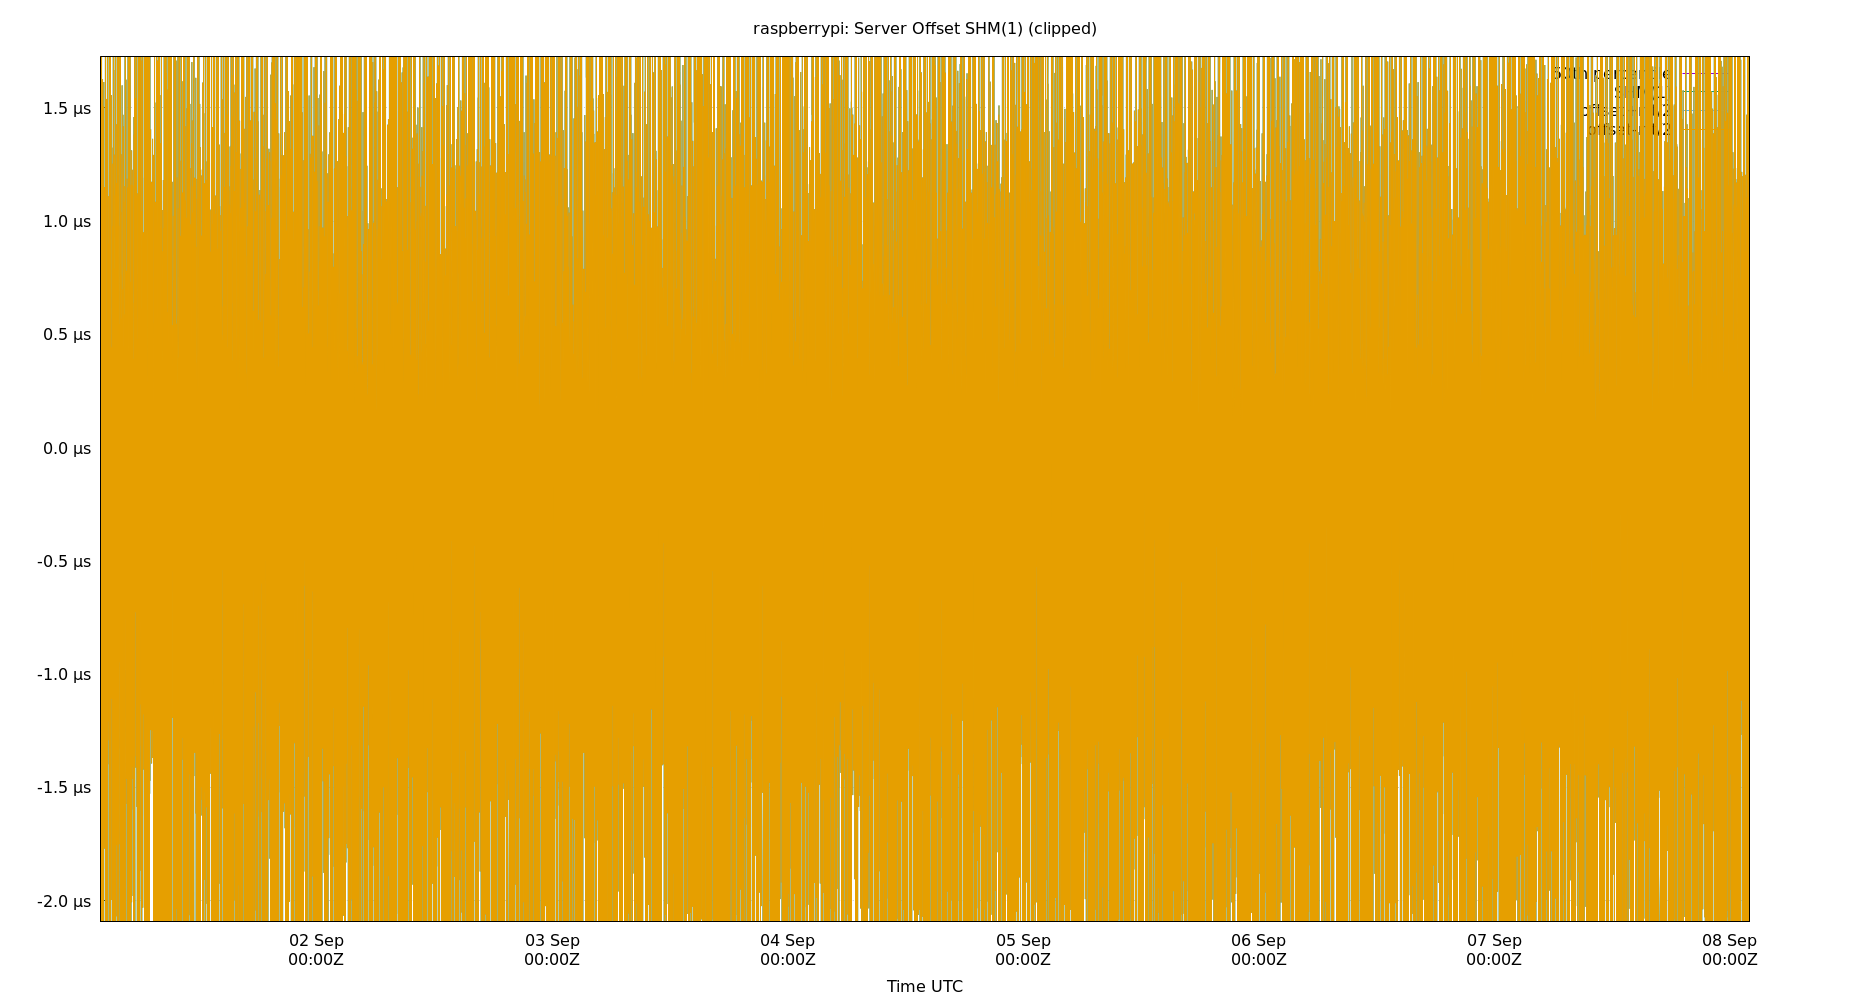 raspberrypi: Server Offset SHM(1) (clipped)
1.5 µs
1.0 µs
0.5 µs
0.0 µs
-0.5 µs
-1.0 µs
-1.5 µs
-2.0 µs
02 Sep 03 Sep 04 Sep 05 Sep 06 Sep 07 Sep 08 Sep
00:00Z 00:00Z 00:00Z 00:00Z 00:00Z 00:00Z 00:00Z
Time UTC